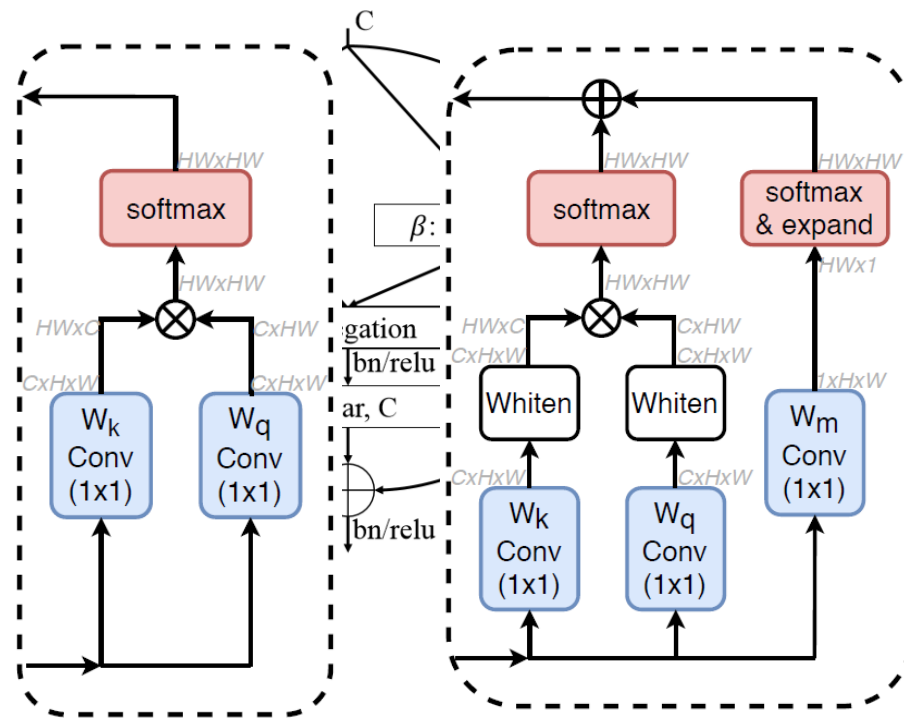 HWxHW
softmax
HWxHW
HWxC
CxHW
CxHxW
CxHxW
Wk
Conv
(1x1)
Wq
Conv
(1x1)
C
β:
gation
bn/relu
ar, C
bn/relu
HWxHW
HWxHW
softmax
softmax
& expand
HWxHW
HWx1
HWxC
CxHW
CxHxW
CxHxW
Whiten
Whiten
1xHxW
Wm
Conv
(1x1)
CxHxW
CxHxW
Wk
Conv
(1x1)
Wq
Conv
(1x1)